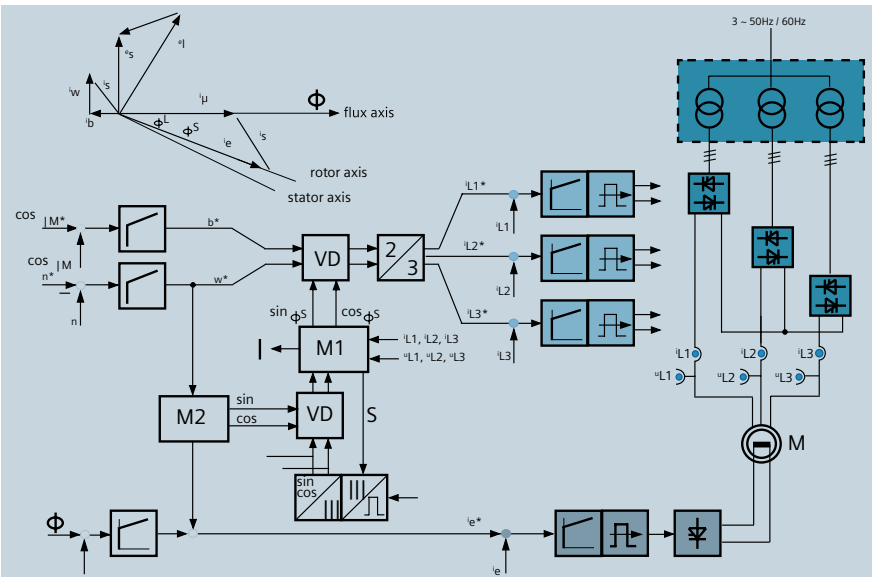 3 ~ 50Hz / 60Hz
es
el
iw
is
ib
iμ
Φ
flux axis
ΦL
ΦS
ie
is
rotor axis
stator axis
cos |M*
b*
cos |M
n*
w*
–
n
VD
2/3
iL1*
iL1
iL2*
iL2
iL3*
iL3
sin ΦS
cos ΦS
M1
iL1, iL2, iL3
uL1, uL2, uL3
|
S
M2
sin
cos
VD
sin
cos
iL1
iL2
iL3
uL1
uL2
uL3
M
Φ
ie*
ie